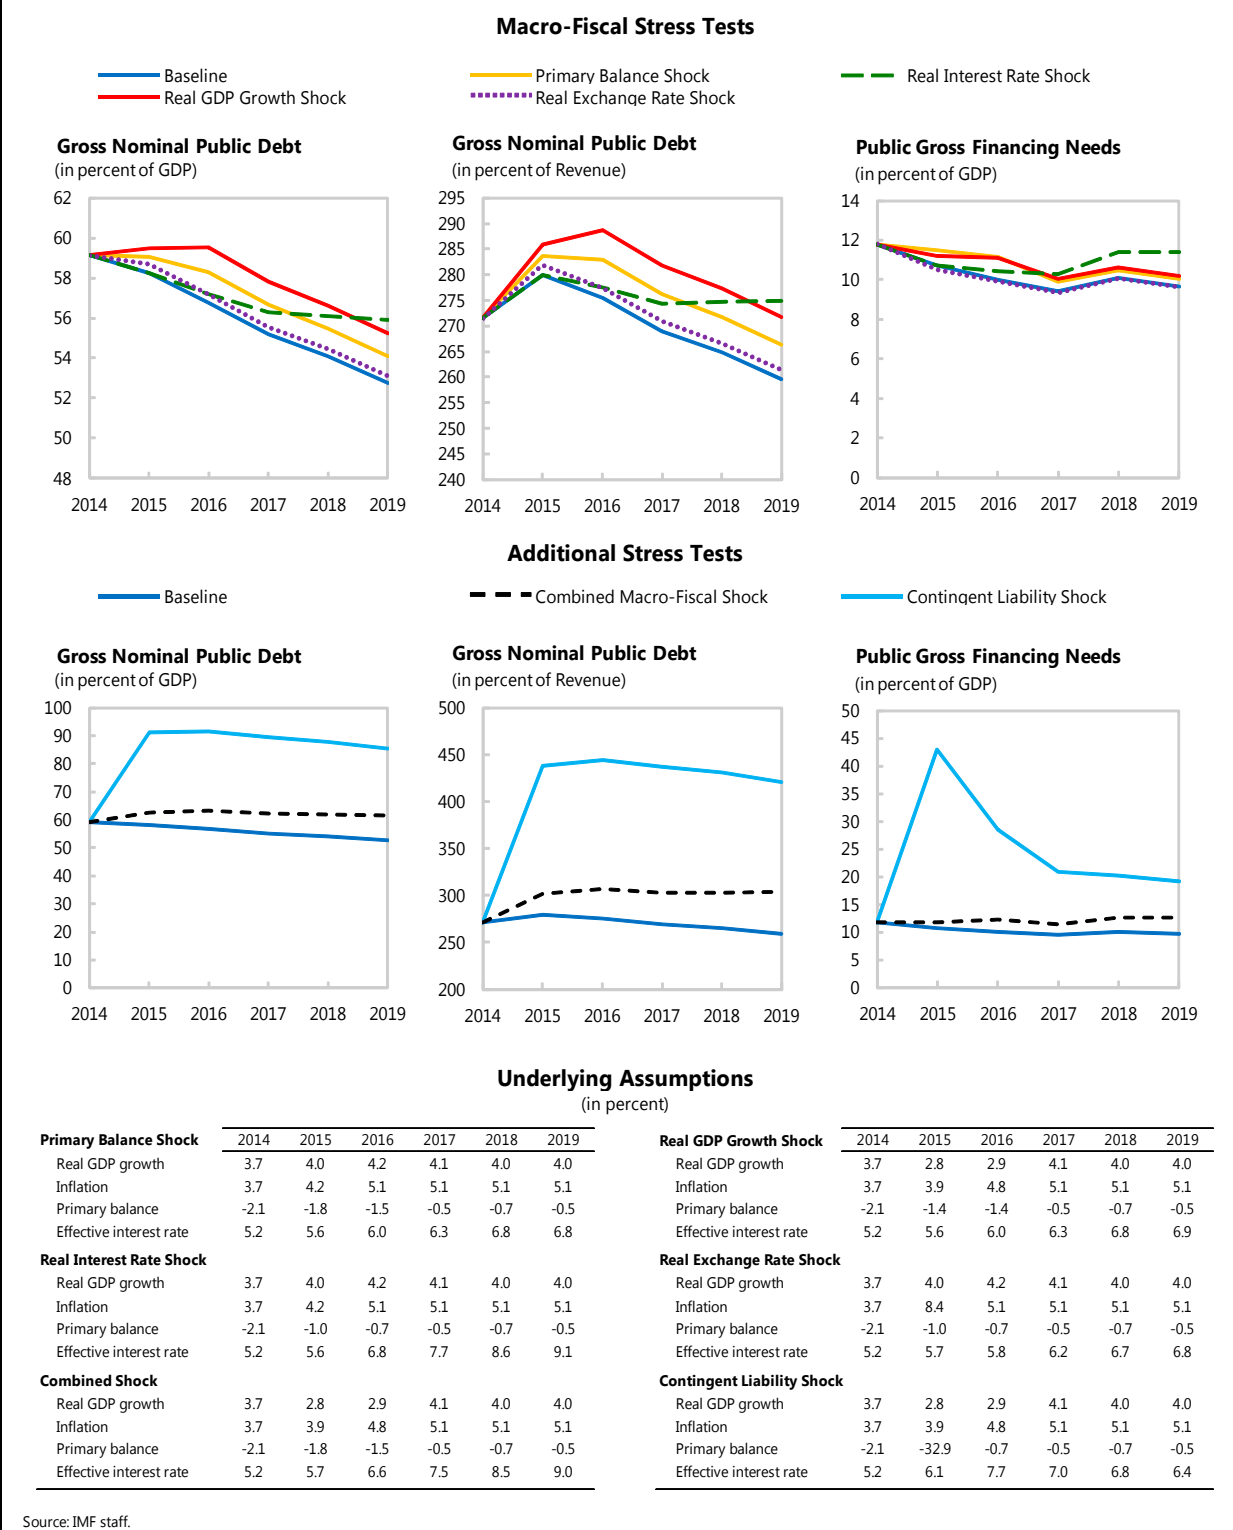 Macro-Fiscal Stress Tests
Baseline
Primary Balance Shock
Real Interest Rate Shock
Real GDP Growth Shock
Real Exchange Rate Shock
Gross Nominal Public Debt
(in percent of GDP)
62
60
58
56
54
52
50
48
2014 2015 2016 2017 2018 2019
Gross Nominal Public Debt
(in percent of Revenue)
295
290
285
280
275
270
265
260
255
250
245
240
2014 2015 2016 2017 2018 2019
Public Gross Financing Needs
(in percent of GDP)
14
12
10
8
6
4
2
0
2014 2015 2016 2017 2018 2019
Additional Stress Tests
Baseline
Combined Macro-Fiscal Shock
Contingent Liability Shock
Gross Nominal Public Debt
(in percent of GDP)
100
90
80
70
60
50
40
30
20
10
0
2014 2015 2016 2017 2018 2019
Gross Nominal Public Debt
(in percent of Revenue)
500
450
400
350
300
250
200
2014 2015 2016 2017 2018 2019
Public Gross Financing Needs
(in percent of GDP)
50
45
40
35
30
25
20
15
10
5
0
2014 2015 2016 2017 2018 2019
Underlying Assumptions
(in percent)
Primary Balance Shock 2014 2015 2016 2017 2018 2019
Real GDP growth 3.7 4.0 4.2 4.1 4.0 4.0
Inflation 3.7 4.2 5.1 5.1 5.1 5.1
Primary balance -2.1 -1.8 -1.5 -0.5 -0.7 -0.5
Effective interest rate 5.2 5.6 6.0 6.3 6.8 6.8
Real Interest Rate Shock
Real GDP growth 3.7 4.0 4.2 4.1 4.0 4.0
Inflation 3.7 4.2 5.1 5.1 5.1 5.1
Primary balance -2.1 -1.0 -0.7 -0.5 -0.7 -0.5
Effective interest rate 5.2 5.6 6.8 7.7 8.6 9.1
Combined Shock
Real GDP growth 3.7 2.8 2.9 4.1 4.0 4.0
Inflation 3.7 3.9 4.8 5.1 5.1 5.1
Primary balance -2.1 -1.8 -1.5 -0.5 -0.7 -0.5
Effective interest rate 5.2 5.7 6.6 7.5 8.5 9.0
Real GDP Growth Shock 2014 2015 2016 2017 2018 2019
Real GDP growth 3.7 2.8 2.9 4.1 4.0 4.0
Inflation 3.7 3.9 4.8 5.1 5.1 5.1
Primary balance -2.1 -1.4 -1.4 -0.5 -0.7 -0.5
Effective interest rate 5.2 5.6 6.0 6.3 6.8 6.9
Real Exchange Rate Shock
Real GDP growth 3.7 4.0 4.2 4.1 4.0 4.0
Inflation 3.7 8.4 5.1 5.1 5.1 5.1
Primary balance -2.1 -1.0 -0.7 -0.5 -0.7 -0.5
Effective interest rate 5.2 5.7 5.8 6.2 6.7 6.8
Contingent Liability Shock
Real GDP growth 3.7 2.8 2.9 4.1 4.0 4.0
Inflation 3.7 3.9 4.8 5.1 5.1 5.1
Primary balance -2.1 -32.9 -0.7 -0.5 -0.7 -0.5
Effective interest rate 5.2 6.1 7.7 7.0 6.8 6.4
Source: IMF staff.